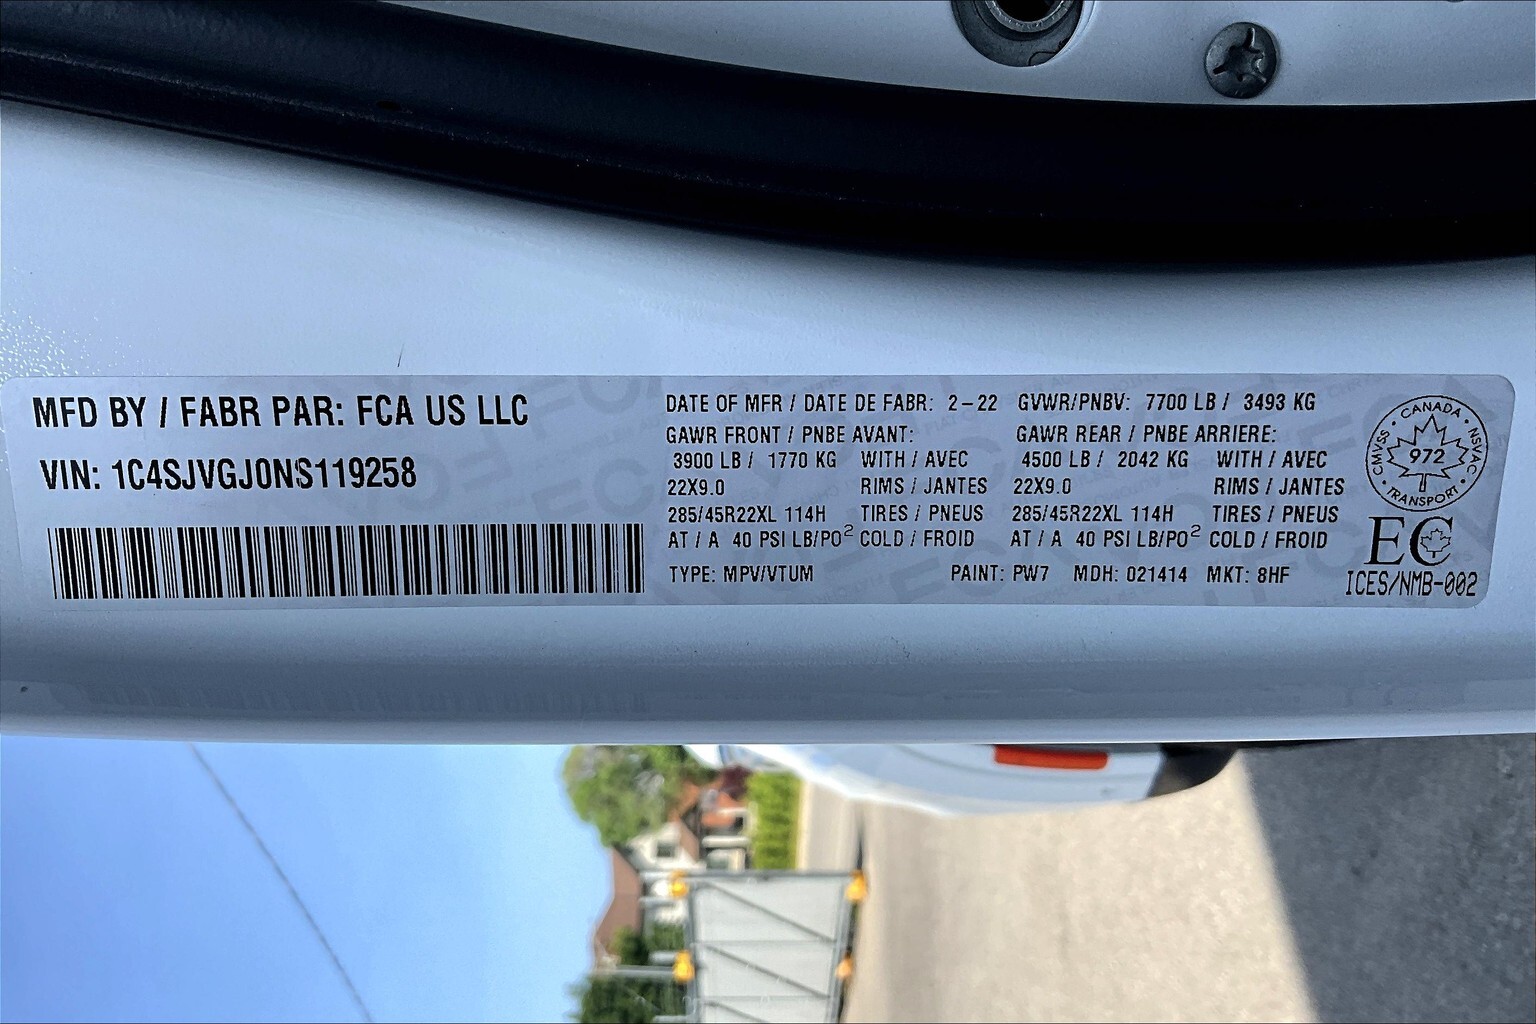 MFD BY / FABR PAR: FCA US LLC
VIN: 1C4SJVGJ0NS119258
DATE OF MFR / DATE DE FABR: 2-22 GVWR/PNBV: 7700 LB / 3493 KG
GAWR FRONT / PNBE AVANT: GAWR REAR / PNBE ARRIERE:
3900 LB / 1770 KG WITH / AVEC 4500 LB / 2042 KG WITH / AVEC
22X9.0 RIMS / JANTES 22X9.0 RIMS / JANTES
285/45R22XL 114H TIRES / PNEUS 285/45R22XL 114H TIRES / PNEUS
AT / A 40 PSI LB/PO² COLD / FROID AT / A 40 PSI LB/PO² COLD / FROID
TYPE: MPV/VTUM PAINT: PW7 MDH: 021414 MKT: 8HF
CANADA
CMVSS · NSVAC
972
TRANSPORT
EC
ICES/NMB-002